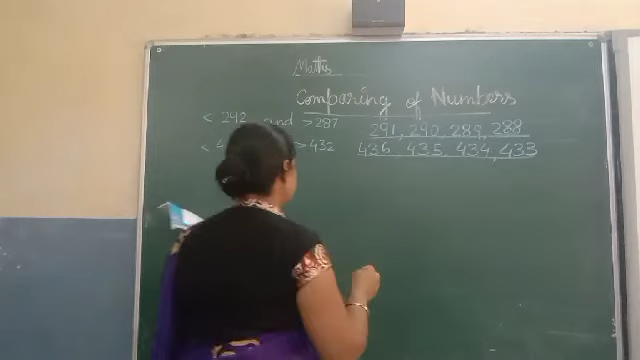 Maths
Comparing of Numbers
< 292 and > 287 291, 290, 289, 288
< 4 > 432 436, 435, 434, 433